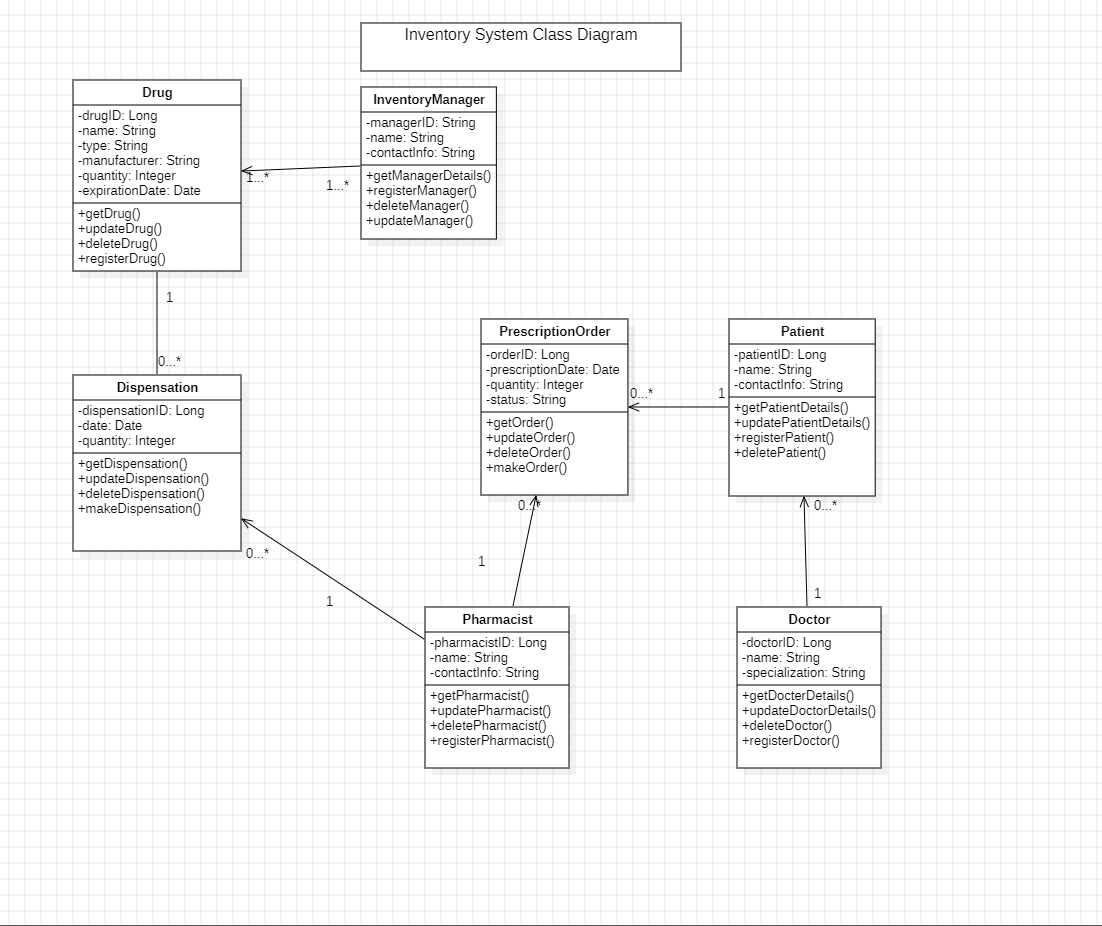 Inventory System Class Diagram
Drug
-drugID: Long
-name: String
-type: String
-manufacturer: String
-quantity: Integer
-expirationDate: Date
+getDrug()
+updateDrug()
+deleteDrug()
+registerDrug()
InventoryManager
-managerID: String
-name: String
-contactInfo: String
+getManagerDetails()
+registerManager()
+deleteManager()
+updateManager()
1...*
1...*
1
0...*
Dispensation
-dispensationID: Long
-date: Date
-quantity: Integer
+getDispensation()
+updateDispensation()
+deleteDispensation()
+makeDispensation()
PrescriptionOrder
-orderID: Long
-prescriptionDate: Date
-quantity: Integer
-status: String
+getOrder()
+updateOrder()
+deleteOrder()
+makeOrder()
0...*
1
Patient
-patientID: Long
-name: String
-contactInfo: String
+getPatientDetails()
+updatePatientDetails()
+registerPatient()
+deletePatient()
0...*
0...*
0...*
1
1
1
Pharmacist
-pharmacistID: Long
-name: String
-contactInfo: String
+getPharmacist()
+updatePharmacist()
+deletePharmacist()
+registerPharmacist()
Doctor
-doctorID: Long
-name: String
-specialization: String
+getDocterDetails()
+updateDoctorDetails()
+deleteDoctor()
+registerDoctor()